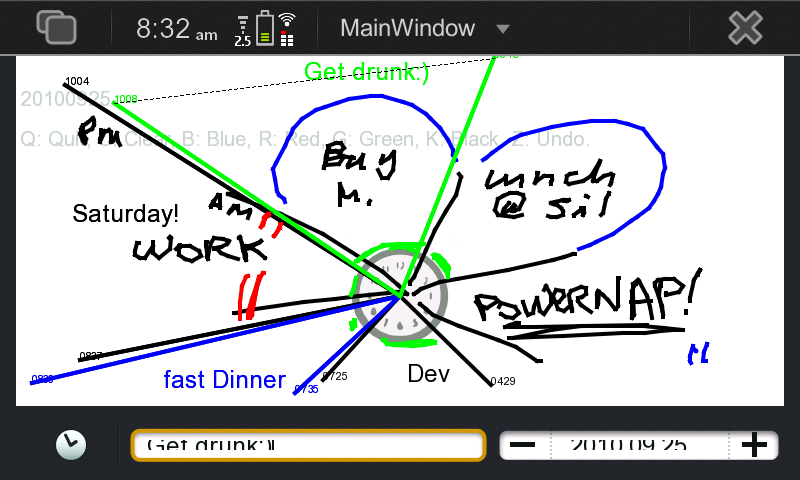 8:32 am
2.5
MainWindow
1004
Get drunk:)
20100925
1008
Pm
Q: Quit, C: Clear, B: Blue, R: Red, G: Green, K: Black, Z: Undo.
Buy
M.
Lunch
@ Sil
AM
Saturday!
WORK
POWERNAP!
0827
fast Dinner
0725
0735
Dev
0429
Get drunk:)
2010.09.25